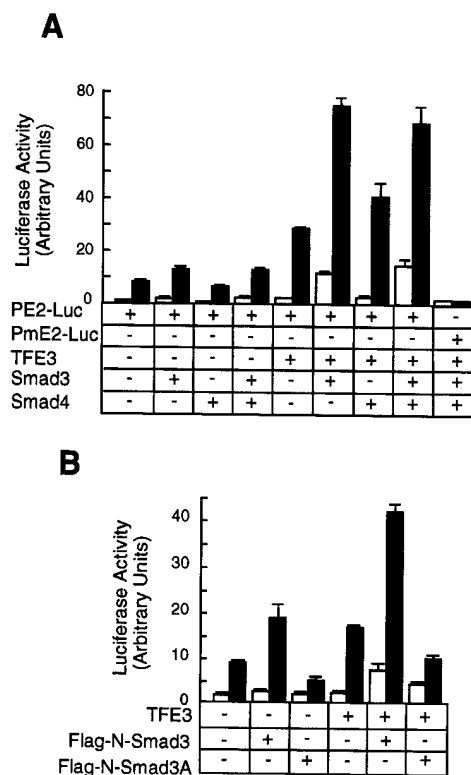 A
Luciferase Activity
(Arbitrary Units)
80
60
40
20
0
PE2-Luc + + + + + + + + -
PmE2-Luc - - - - - - - - +
TFE3 - - - - + + + + +
Smad3 - + - + - + - + +
Smad4 - - + + - - + + +
B
Luciferase Activity
(Arbitrary Units)
40
30
20
10
0
TFE3 - - - + + +
Flag-N-Smad3 - + - - + -
Flag-N-Smad3A - - + - - +